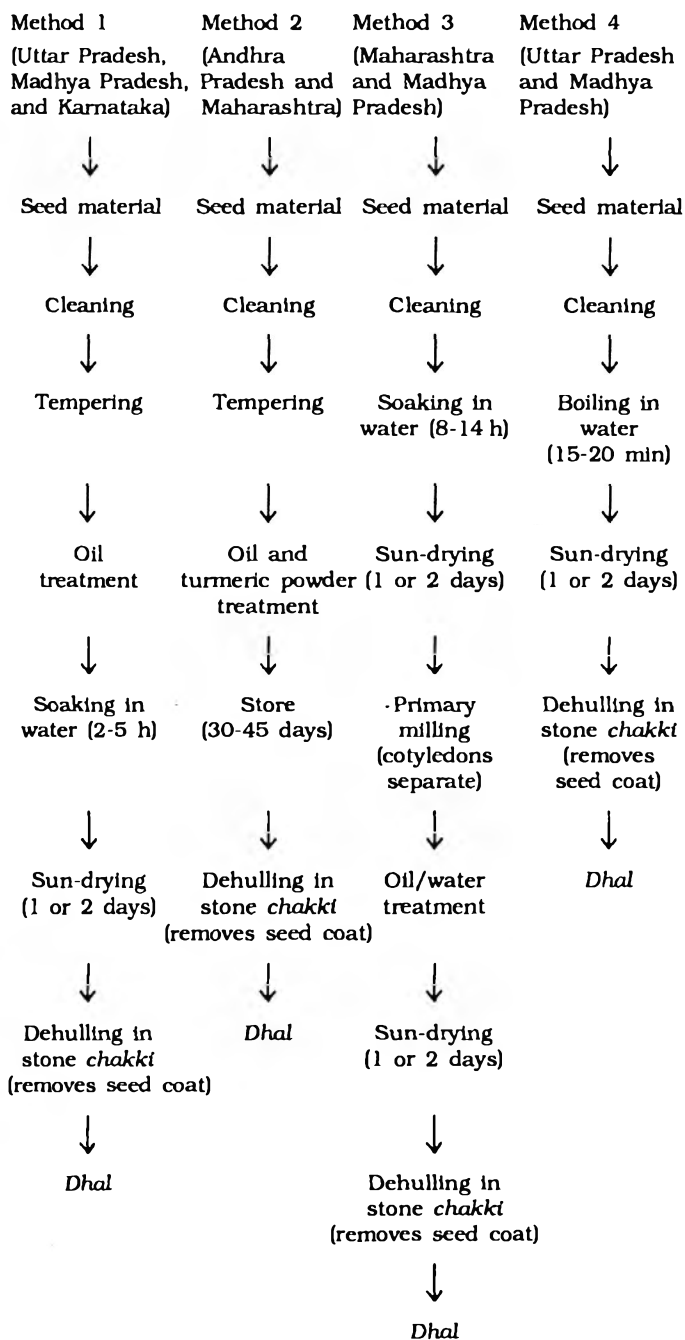 Method 1
(Uttar Pradesh,
Madhya Pradesh,
and Karnataka)
Seed material
Cleaning
Tempering
Oil
treatment
Soaking in
water (2-5 h)
Sun-drying
(1 or 2 days)
Dehulling in
stone chakki
(removes seed coat)
Dhal
Method 2
(Andhra
Pradesh and
Maharashtra)
Seed material
Cleaning
Tempering
Oil and
turmeric powder
treatment
Store
(30-45 days)
Dehulling in
stone chakki
(removes seed coat)
Dhal
Method 3
(Maharashtra
and Madhya
Pradesh)
Seed material
Cleaning
Soaking in
water (8-14 h)
Sun-drying
(1 or 2 days)
Primary
milling
(cotyledons
separate)
Oil/water
treatment
Sun-drying
(1 or 2 days)
Dehulling in
stone chakki
(removes seed coat)
Dhal
Method 4
(Uttar Pradesh
and Madhya
Pradesh)
Seed material
Cleaning
Boiling in
water
(15-20 min)
Sun-drying
(1 or 2 days)
Dehulling in
stone chakki
(removes
seed coat)
Dhal